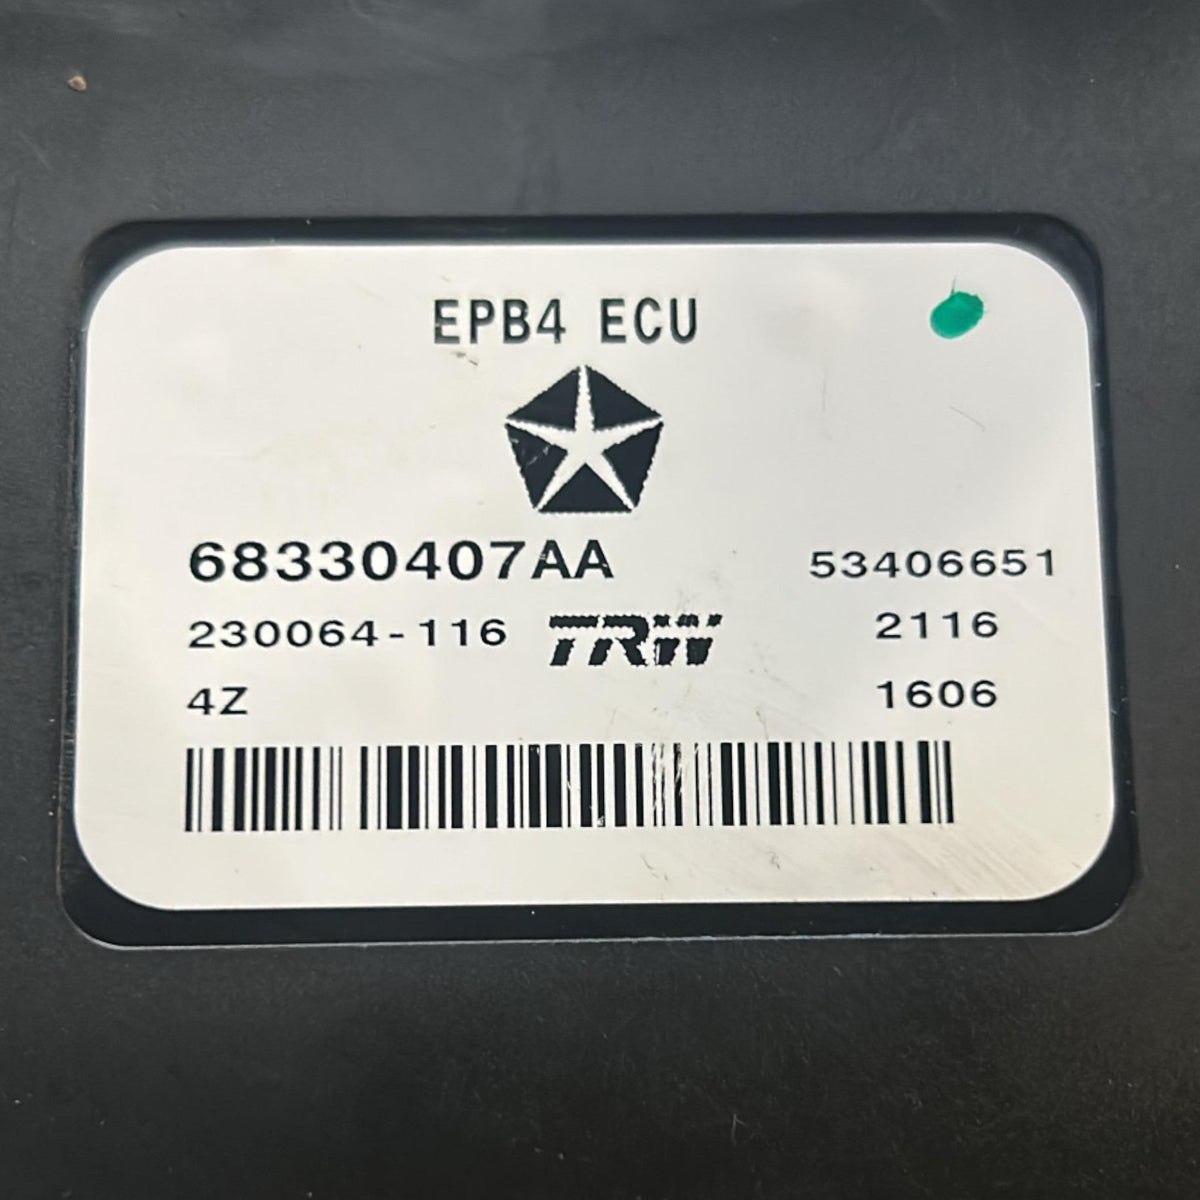 EPB4 ECU
68330407AA 53406651
230064-116 TRW 2116
4Z 1606